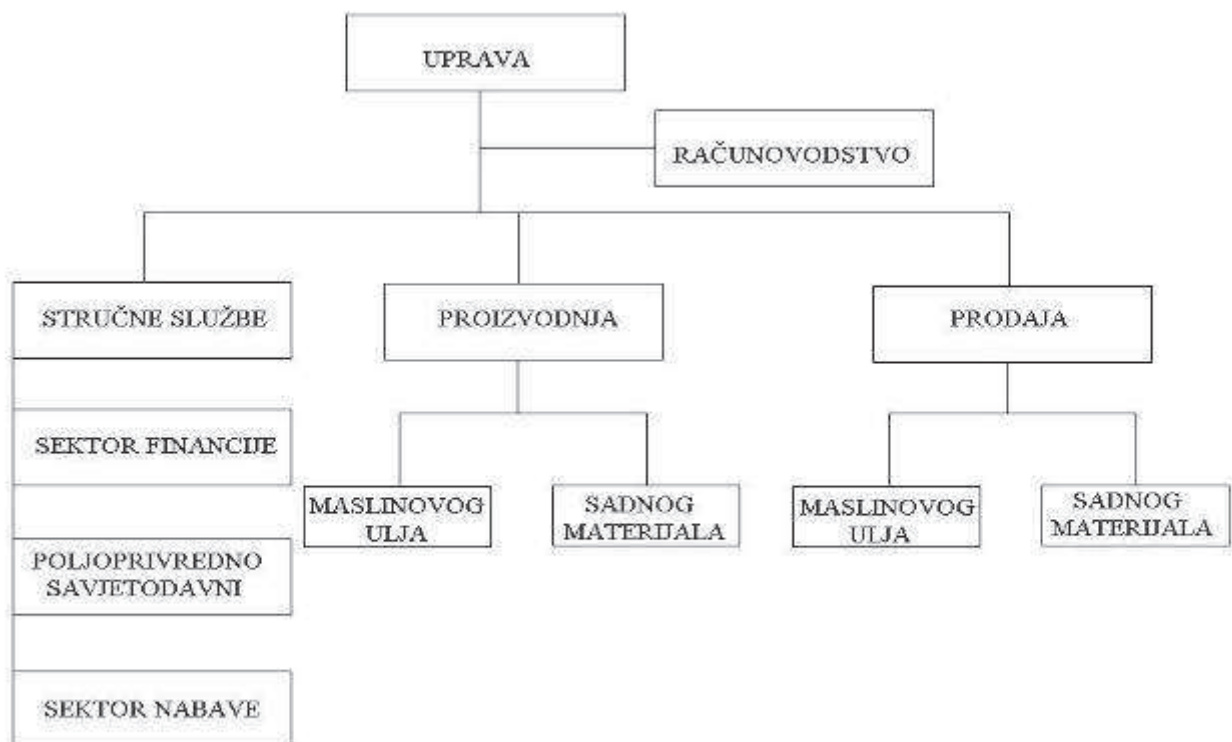 UPRAVA
RAČUNOVODSTVO
STRUČNE SLUŽBE
PROIZVODNJA
PRODAJA
SEKTOR FINANCIJE
MASLINOVOG
ULJA
SADNOG
MATERIJALA
MASLINOVOG
ULJA
SADNOG
MATERIJALA
POLJOPRIVREDNO
SAVJETODAVNI
SEKTOR NABAVE